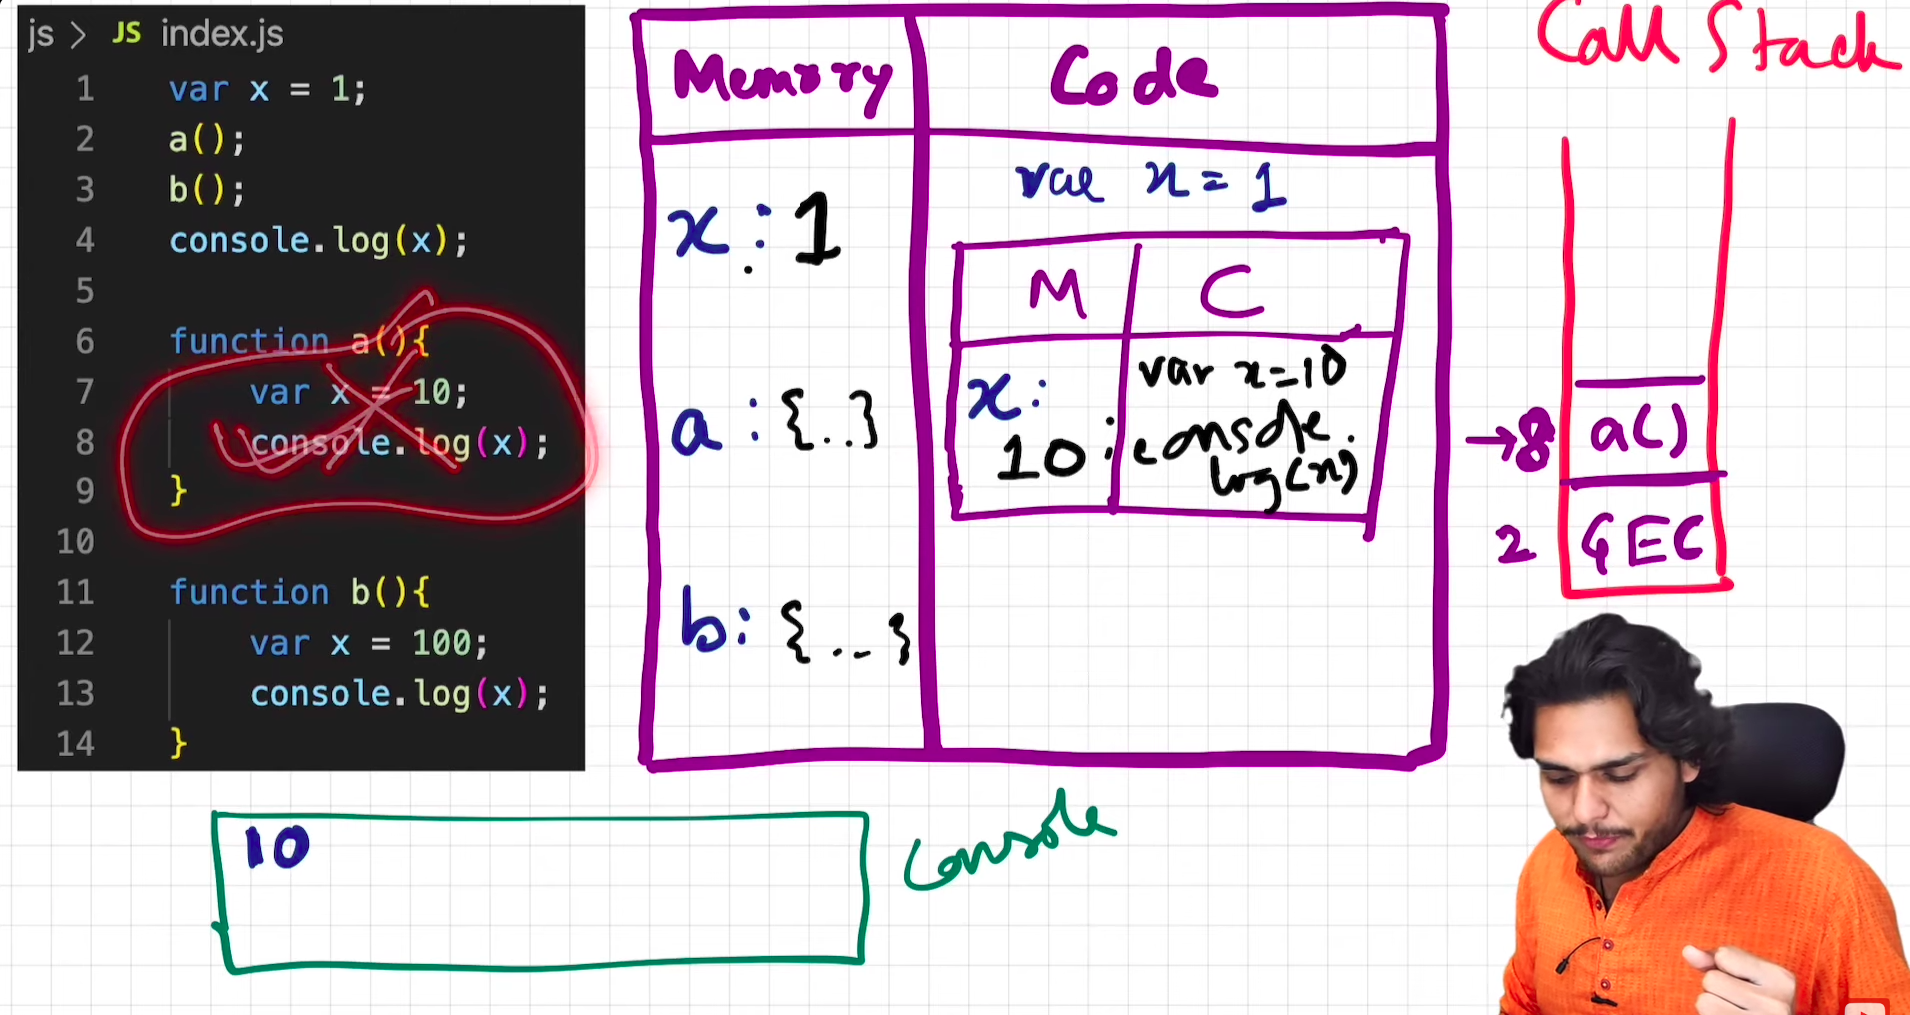 js > JS index.js
1 var x = 1;
2 a();
3 b();
4 console.log(x);
5
6 function a(){
7 var x = 10;
8 console.log(x);
9 }
10
11 function b(){
12 var x = 100;
13 console.log(x);
14 }
Memory Code
x : 1
var x = 1
M C
x:
10
var x=10
console.
log(x);
a : {..}
b: {...}
Call Stack
→8 a()
2 GEC
10
Console